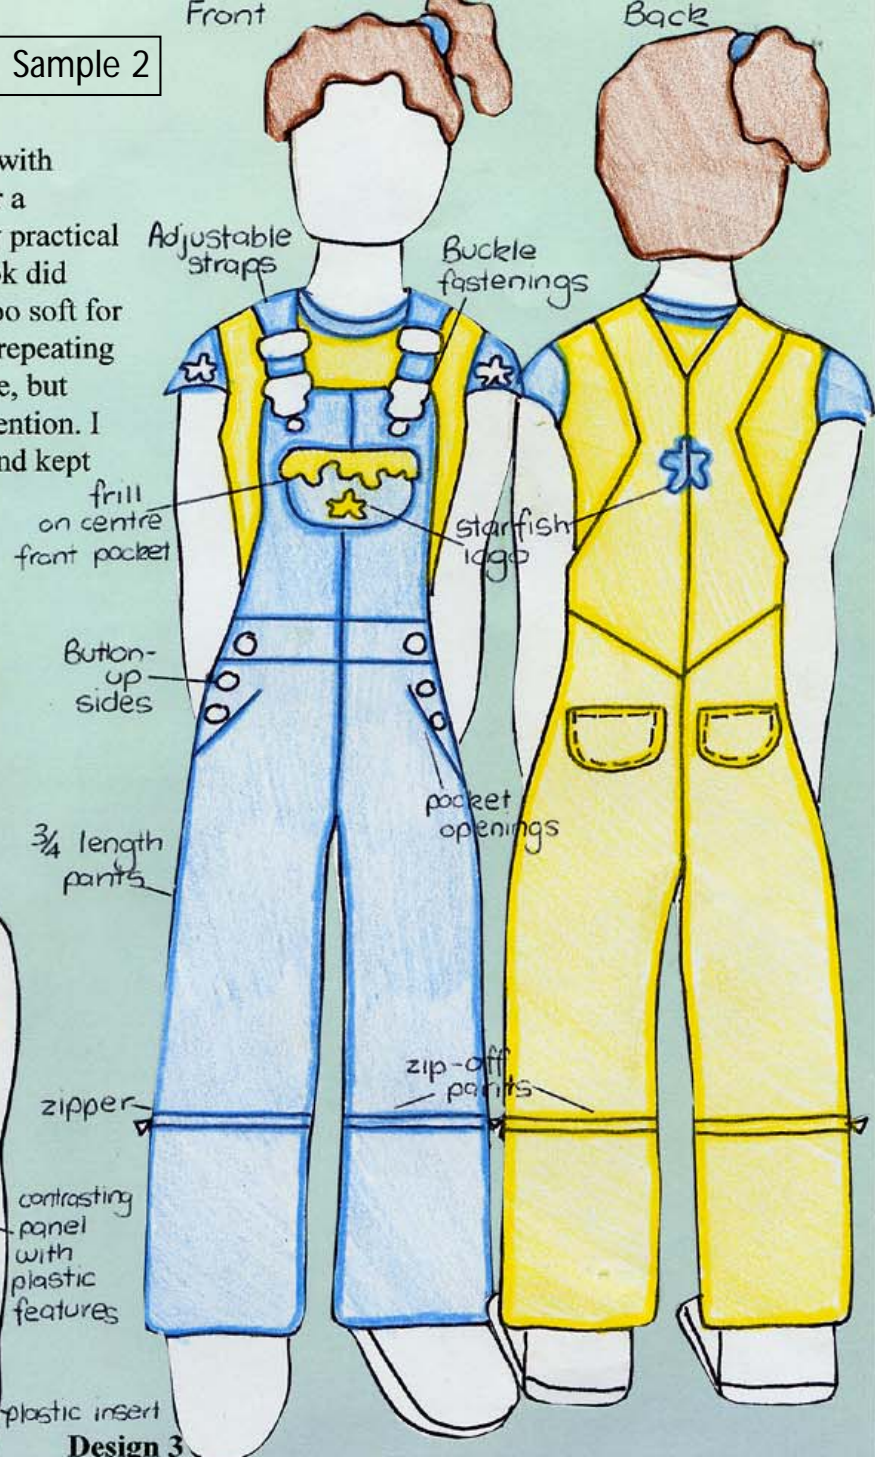 Front
Back
Sample 2
with
r a
practical
ok did
oo soft for
repeating
e, but
ention. I
nd kept
Adjustable
straps
Buckle
fastenings
frill
on centre
front pocket
starfish
logo
Button-
up
sides
pocket
openings
3/4 length
pants
zip-off
pants
zipper
contrasting
panel
with
plastic
features
plastic insert
Design 3